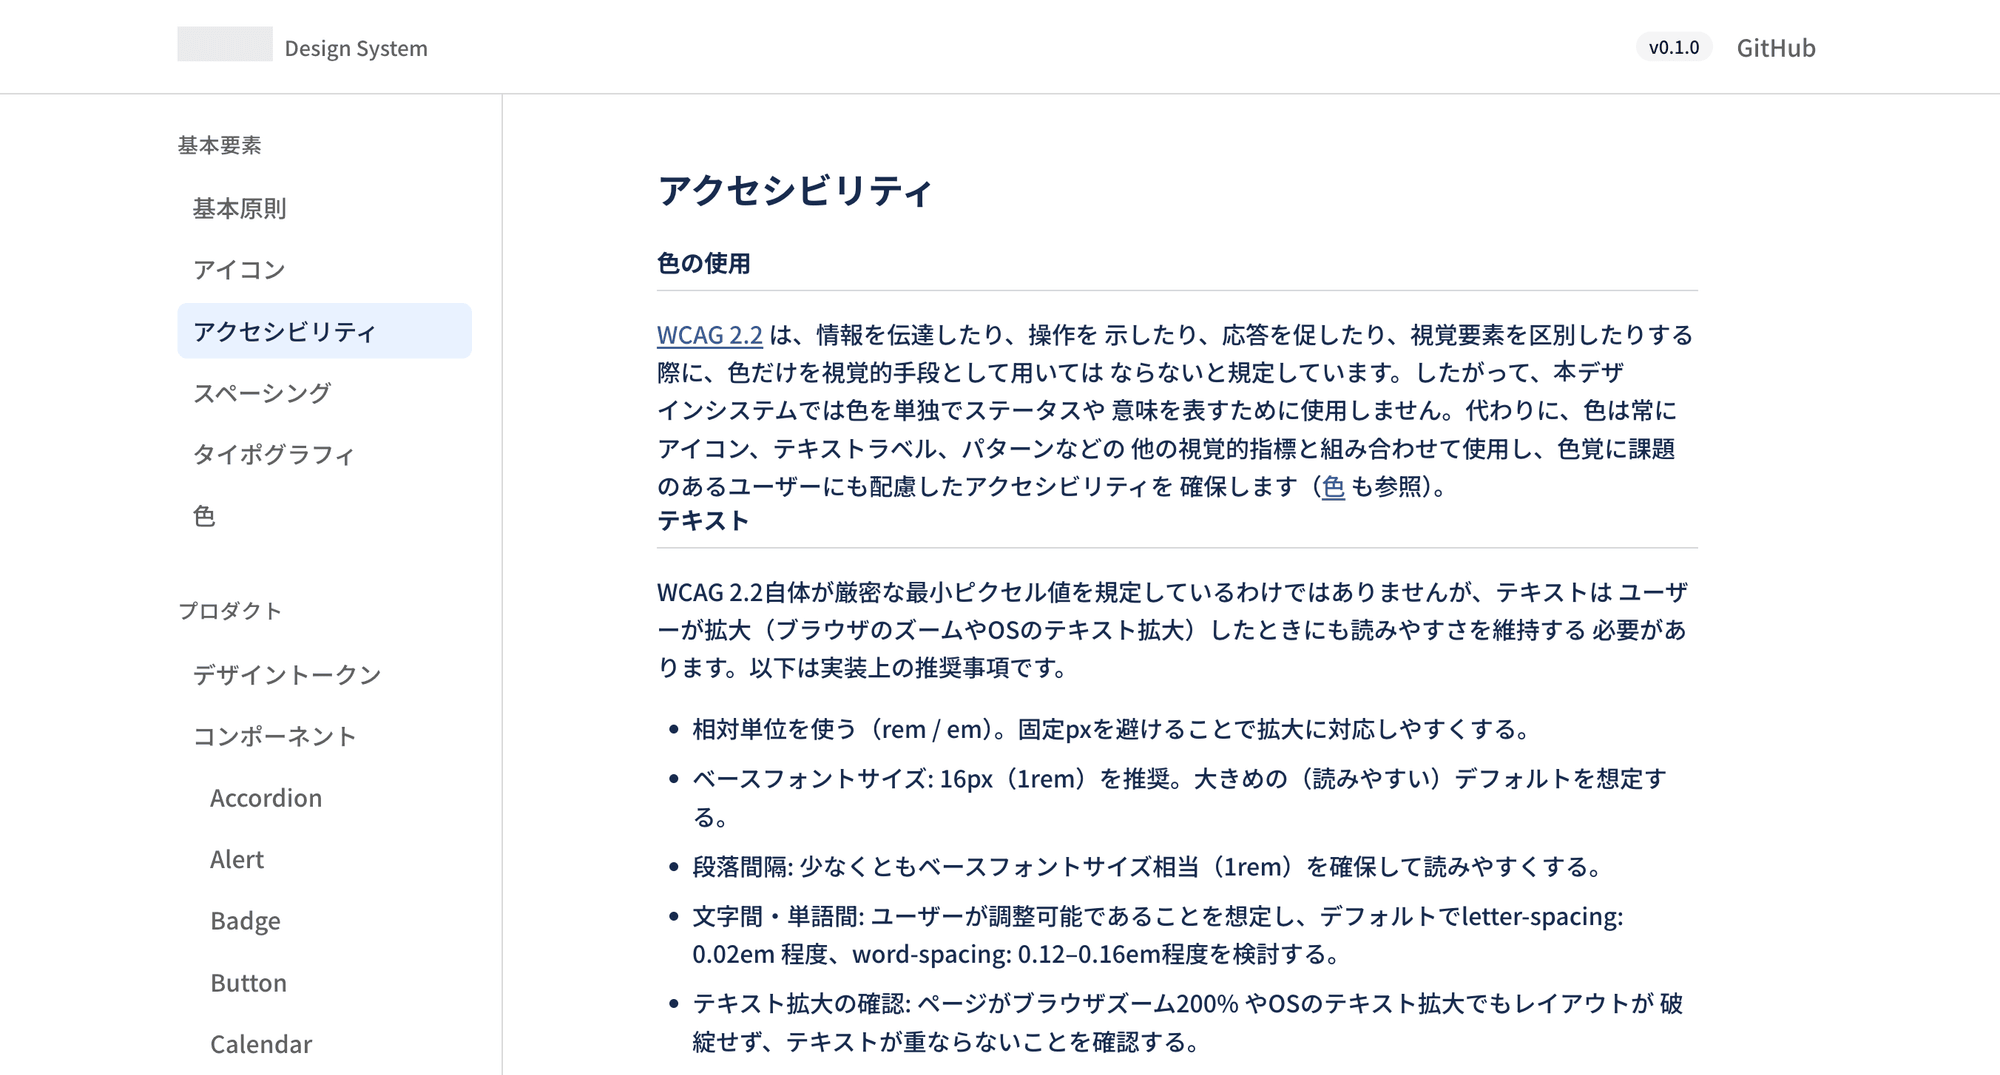 Design System
v0.1.0
GitHub
基本要素
基本原則
アイコン
アクセシビリティ
スペーシング
タイポグラフィ
色
プロダクト
デザイントークン
コンポーネント
Accordion
Alert
Badge
Button
Calendar
アクセシビリティ
色の使用
WCAG 2.2 は、情報を伝達したり、操作を 示したり、応答を促したり、視覚要素を区別したりする
際に、色だけを視覚的手段として用いては ならないと規定しています。したがって、本デザ
インシステムでは色を単独でステータスや 意味を表すために使用しません。代わりに、色は常に
アイコン、テキストラベル、パターンなどの 他の視覚的指標と組み合わせて使用し、色覚に課題
のあるユーザーにも配慮したアクセシビリティを 確保します（色 も参照）。
テキスト
WCAG 2.2自体が厳密な最小ピクセル値を規定しているわけではありませんが、テキストは ユーザ
ーが拡大（ブラウザのズームやOSのテキスト拡大）したときにも読みやすさを維持する 必要があ
ります。以下は実装上の推奨事項です。
• 相対単位を使う（rem / em）。固定pxを避けることで拡大に対応しやすくする。
• ベースフォントサイズ: 16px（1rem）を推奨。大きめの（読みやすい）デフォルトを想定す
る。
• 段落間隔: 少なくともベースフォントサイズ相当（1rem）を確保して読みやすくする。
• 文字間・単語間: ユーザーが調整可能であることを想定し、デフォルトでletter-spacing:
0.02em 程度、word-spacing: 0.12–0.16em程度を検討する。
• テキスト拡大の確認: ページがブラウザズーム200% やOSのテキスト拡大でもレイアウトが 破
綻せず、テキストが重ならないことを確認する。